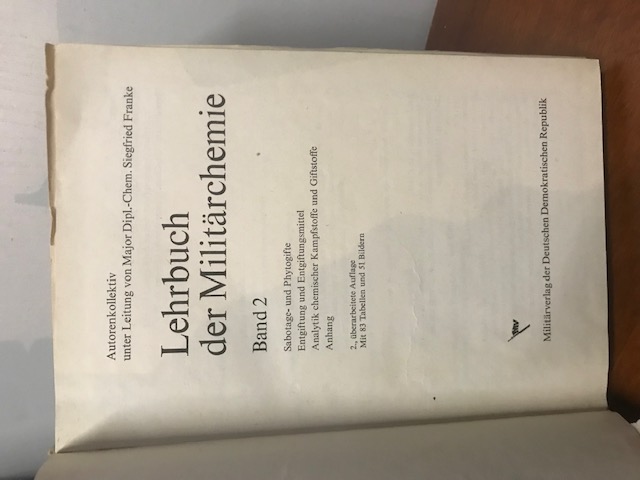 Autorenkollektiv
unter Leitung von Major Dipl.-Chem. Siegfried Franke
Lehrbuch
der Militärchemie
Band 2
Sabotage- und Phytogifte
Entgiftung und Entgiftungsmittel
Analytik chemischer Kampfstoffe und Giftstoffe
Anhang
2., überarbeitete Auflage
Mit 83 Tabellen und 51 Bildern
Militärverlag der Deutschen Demokratischen Republik